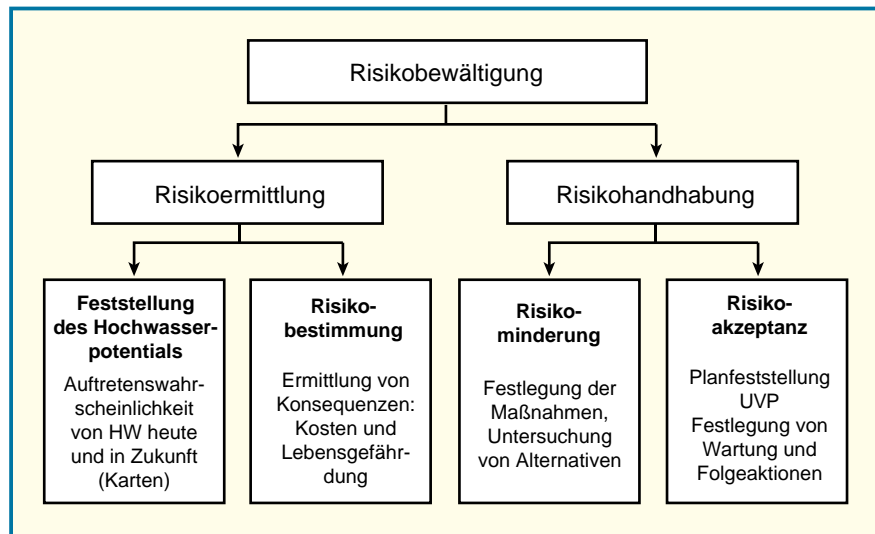 Risikobewältigung
Risikoermittlung
Risikohandhabung
Feststellung
des Hochwasser-
potentials
Auftretenswahr-
scheinlichkeit
von HW heute
und in Zukunft
(Karten)
Risiko-
bestimmung
Ermittlung von
Konsequenzen:
Kosten und
Lebensgefähr-
dung
Risiko-
minderung
Festlegung der
Maßnahmen,
Untersuchung
von Alternativen
Risiko-
akzeptanz
Planfeststellung
UVP
Festlegung von
Wartung und
Folgeaktionen